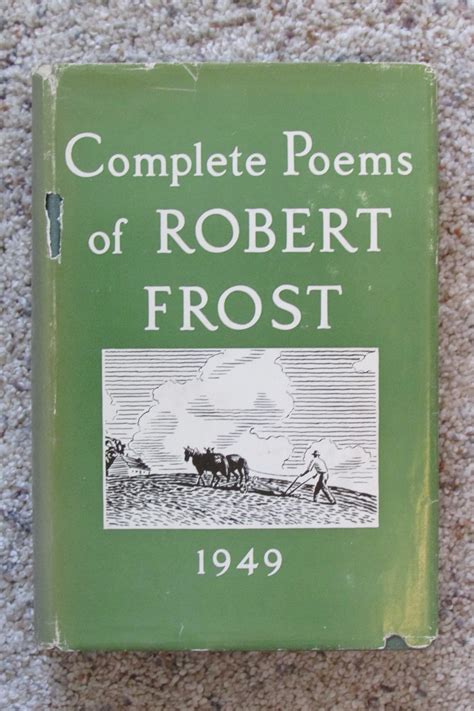 Complete Poems
of ROBERT
FROST
1949